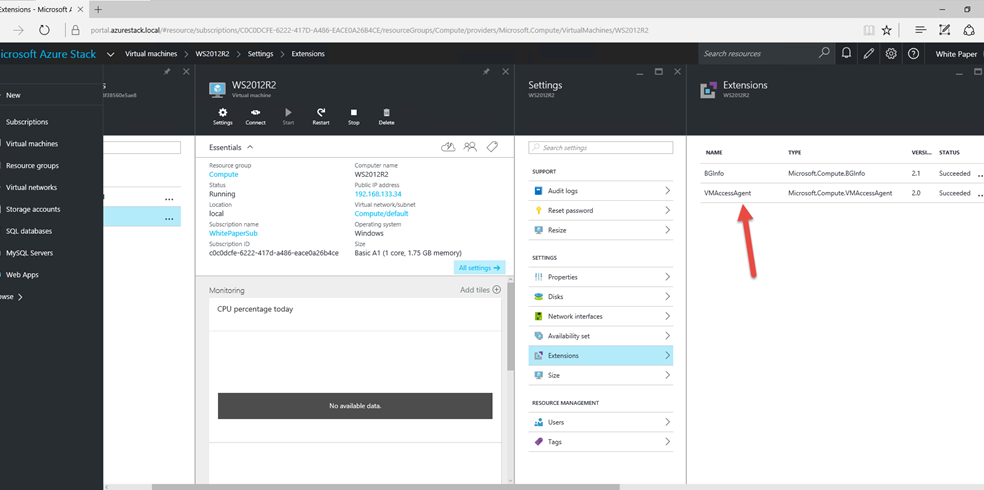 Extensions - Microsoft A
portal.azurestack.local/#resource/subscriptions/C0C0DCFE-6222-417D-A486-EACE0A26B4CE/resourceGroups/Compute/providers/Microsoft.Compute/VirtualMachines/WS2012R2
icrosoft Azure Stack
Virtual machines > WS2012R2 > Settings > Extensions
Search resources
White Paper
New
Subscriptions
Virtual machines
Resource groups
Virtual networks
Storage accounts
SQL databases
MySQL Servers
Web Apps
owse >
s
8f38560e5ae8
WS2012R2
Virtual machine
Settings
Connect
Start
Restart
Stop
Delete
Essentials
Resource group
Compute
Status
Running
Location
local
Subscription name
WhitePaperSub
Subscription ID
c0c0dcfe-6222-417d-a486-eace0a26b4ce
Computer name
WS2012R2
Public IP address
192.168.133.34
Virtual network/subnet
Compute/default
Operating system
Windows
Size
Basic A1 (1 core, 1.75 GB memory)
All settings →
Monitoring
Add tiles
CPU percentage today
No available data.
Settings
WS2012R2
Search settings
SUPPORT
Audit logs
Reset password
Resize
SETTINGS
Properties
Disks
Network interfaces
Availability set
Extensions
Size
RESOURCE MANAGEMENT
Users
Tags
Extensions
WS2012R2
NAME TYPE VERSI... STATUS
BGInfo Microsoft.Compute.BGInfo 2.1 Succeeded ...
VMAccessAgent Microsoft.Compute.VMAccessAgent 2.0 Succeeded ...